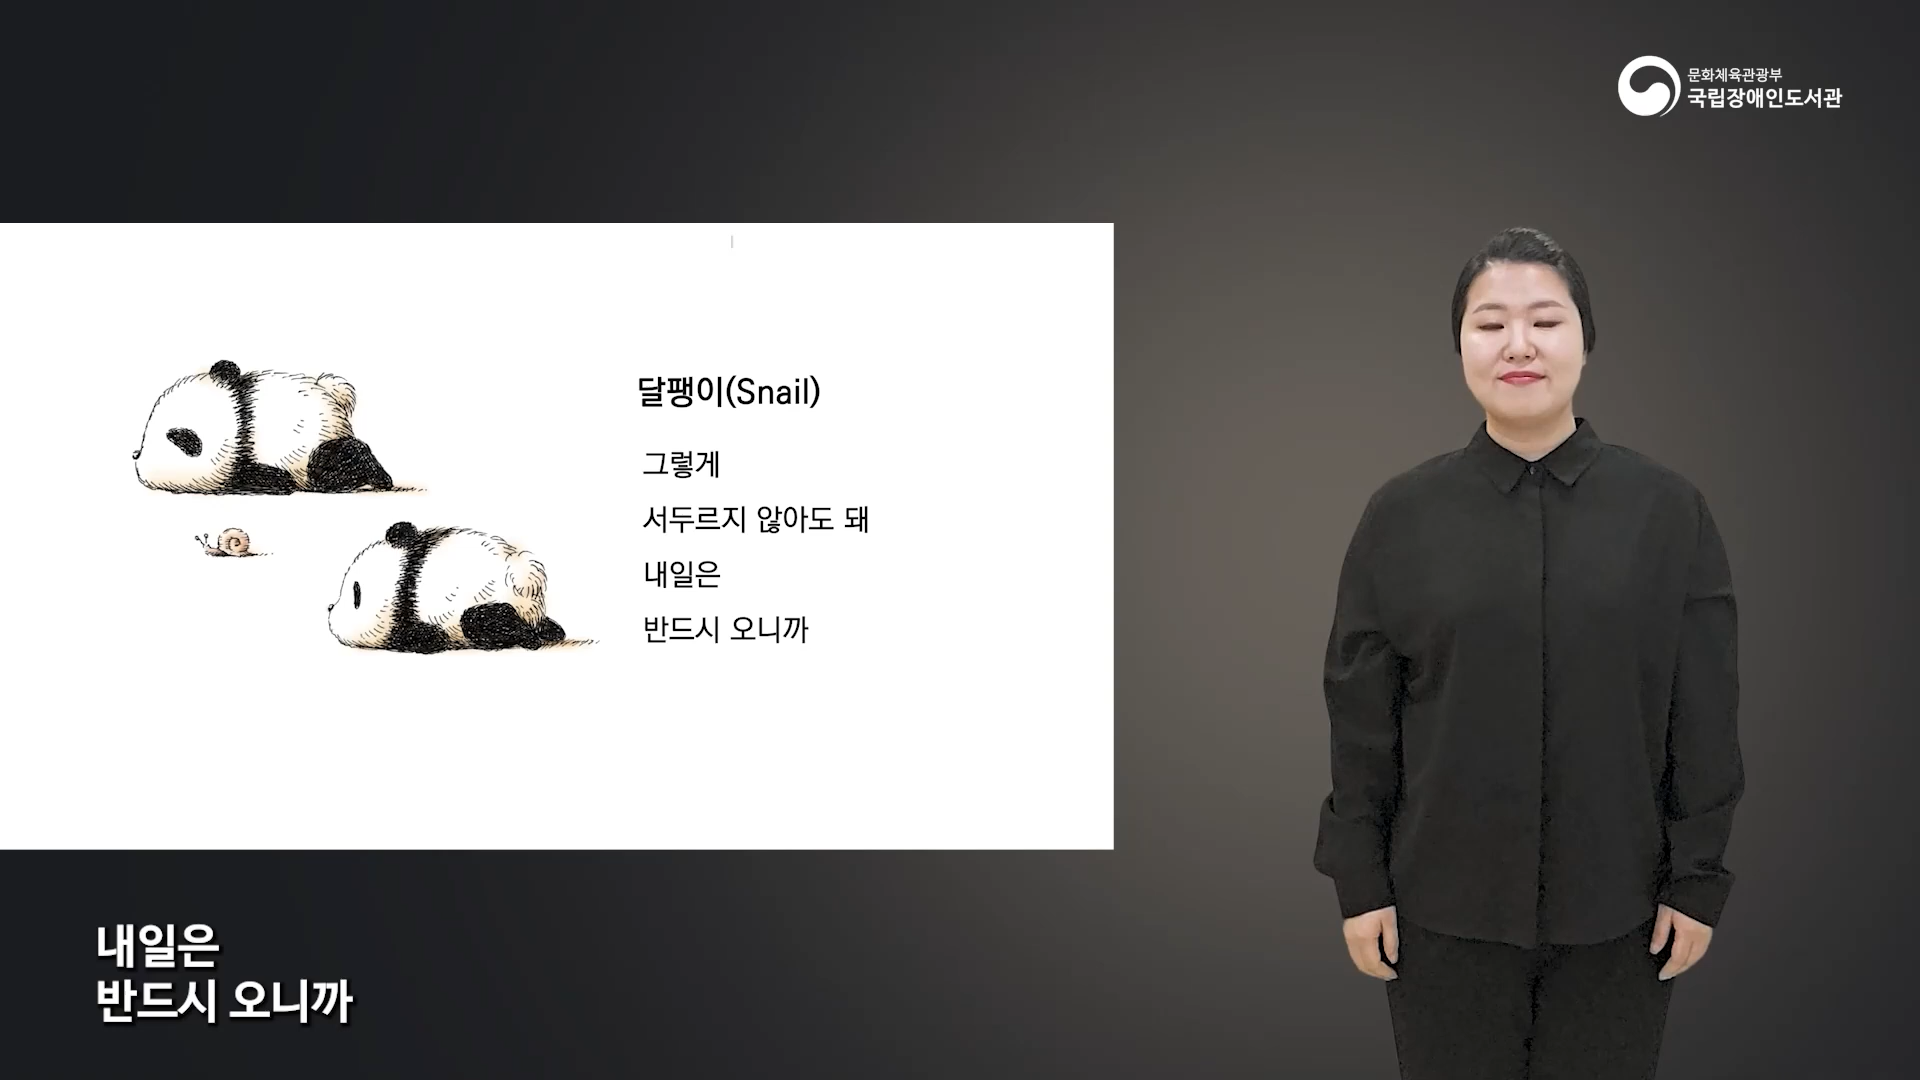 문화체육관광부
국립장애인도서관
달팽이(Snail)
그렇게
서두르지 않아도 돼
내일은
반드시 오니까
내일은
반드시 오니까